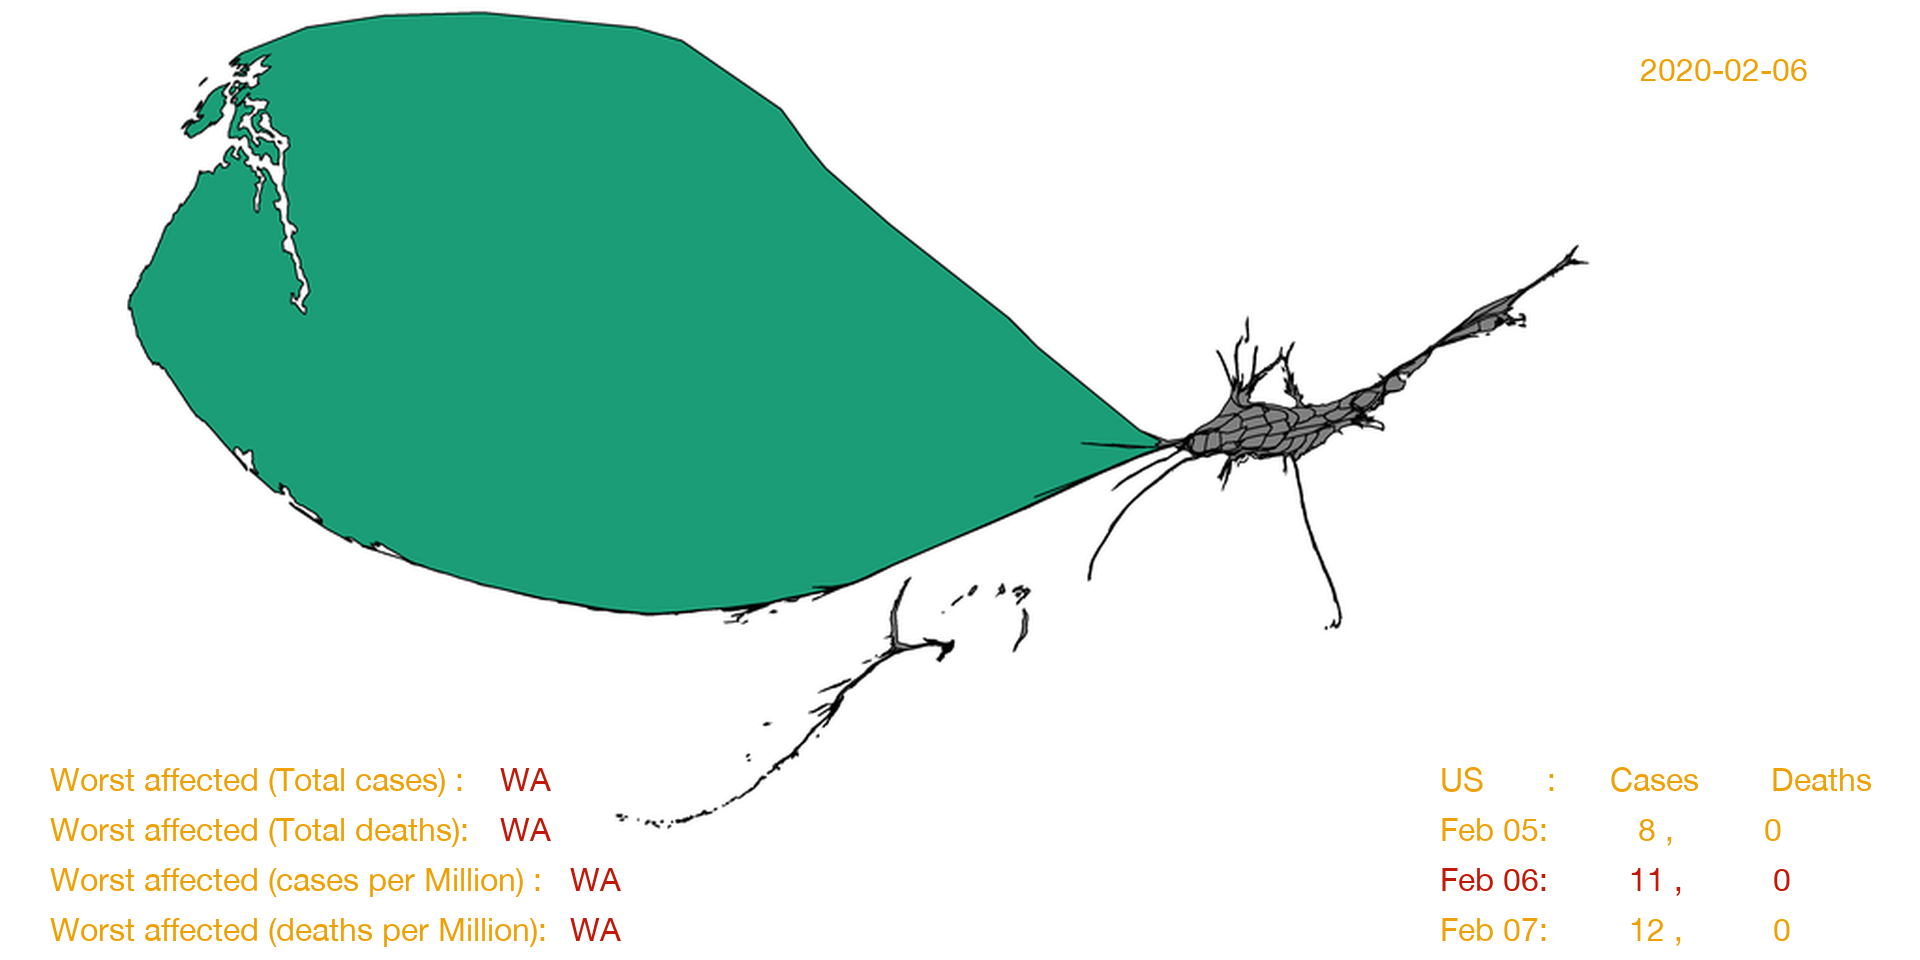 2020-02-06
Worst affected (Total cases) : WA
Worst affected (Total deaths): WA
Worst affected (cases per Million) : WA
Worst affected (deaths per Million): WA
US : Cases Deaths
Feb 05: 8 , 0
Feb 06: 11 , 0
Feb 07: 12 , 0